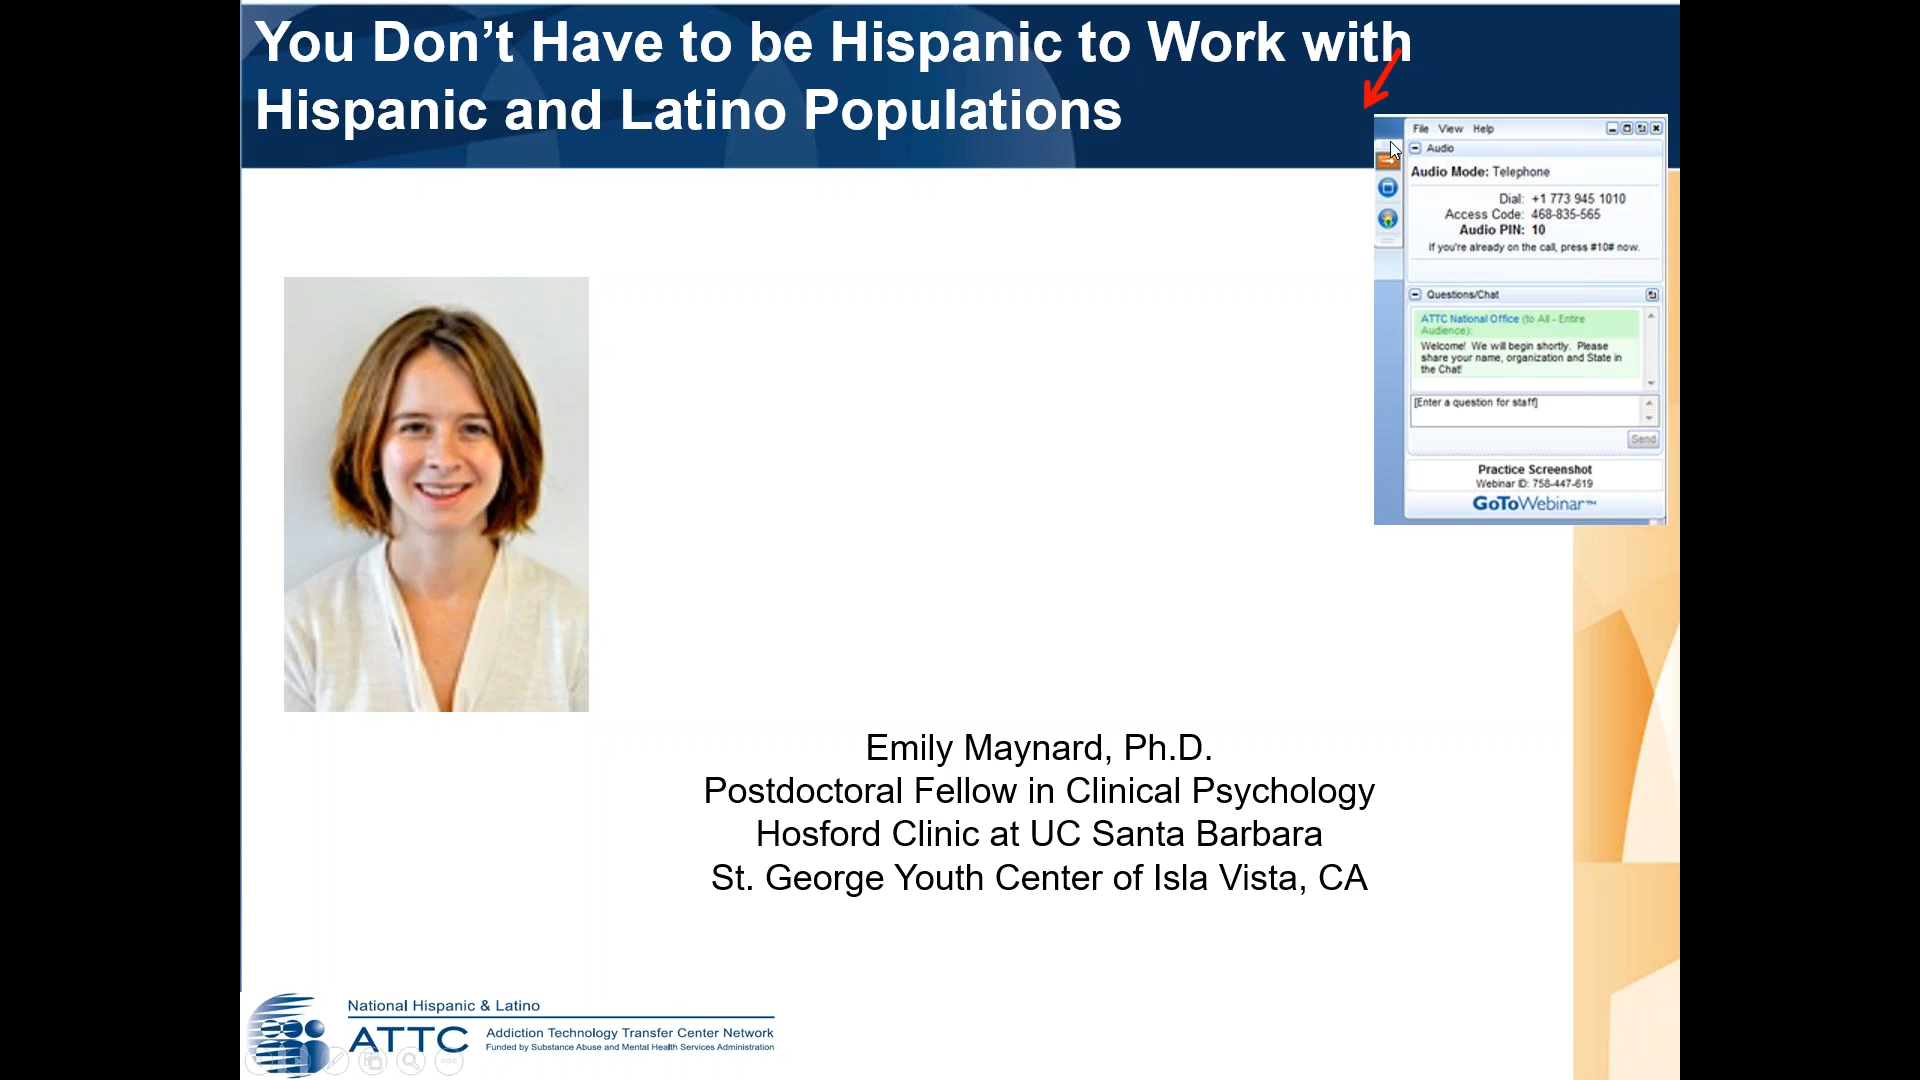 You Don’t Have to be Hispanic to Work with
Hispanic and Latino Populations
File View Help
Audio
Audio Mode: Telephone
Dial: +1 773 945 1010
Access Code: 468-835-565
Audio PIN: 10
If you're already on the call, press #10# now.
Questions/Chat
ATTC National Office (to All - Entire
Audience):
Welcome! We will begin shortly. Please
share your name, organization and State in
the Chat!
[Enter a question for staff]
Send
Practice Screenshot
Webinar ID: 758-447-619
GoToWebinar™
Emily Maynard, Ph.D.
Postdoctoral Fellow in Clinical Psychology
Hosford Clinic at UC Santa Barbara
St. George Youth Center of Isla Vista, CA
National Hispanic & Latino
ATTC
Addiction Technology Transfer Center Network
Funded by Substance Abuse and Mental Health Services Administration